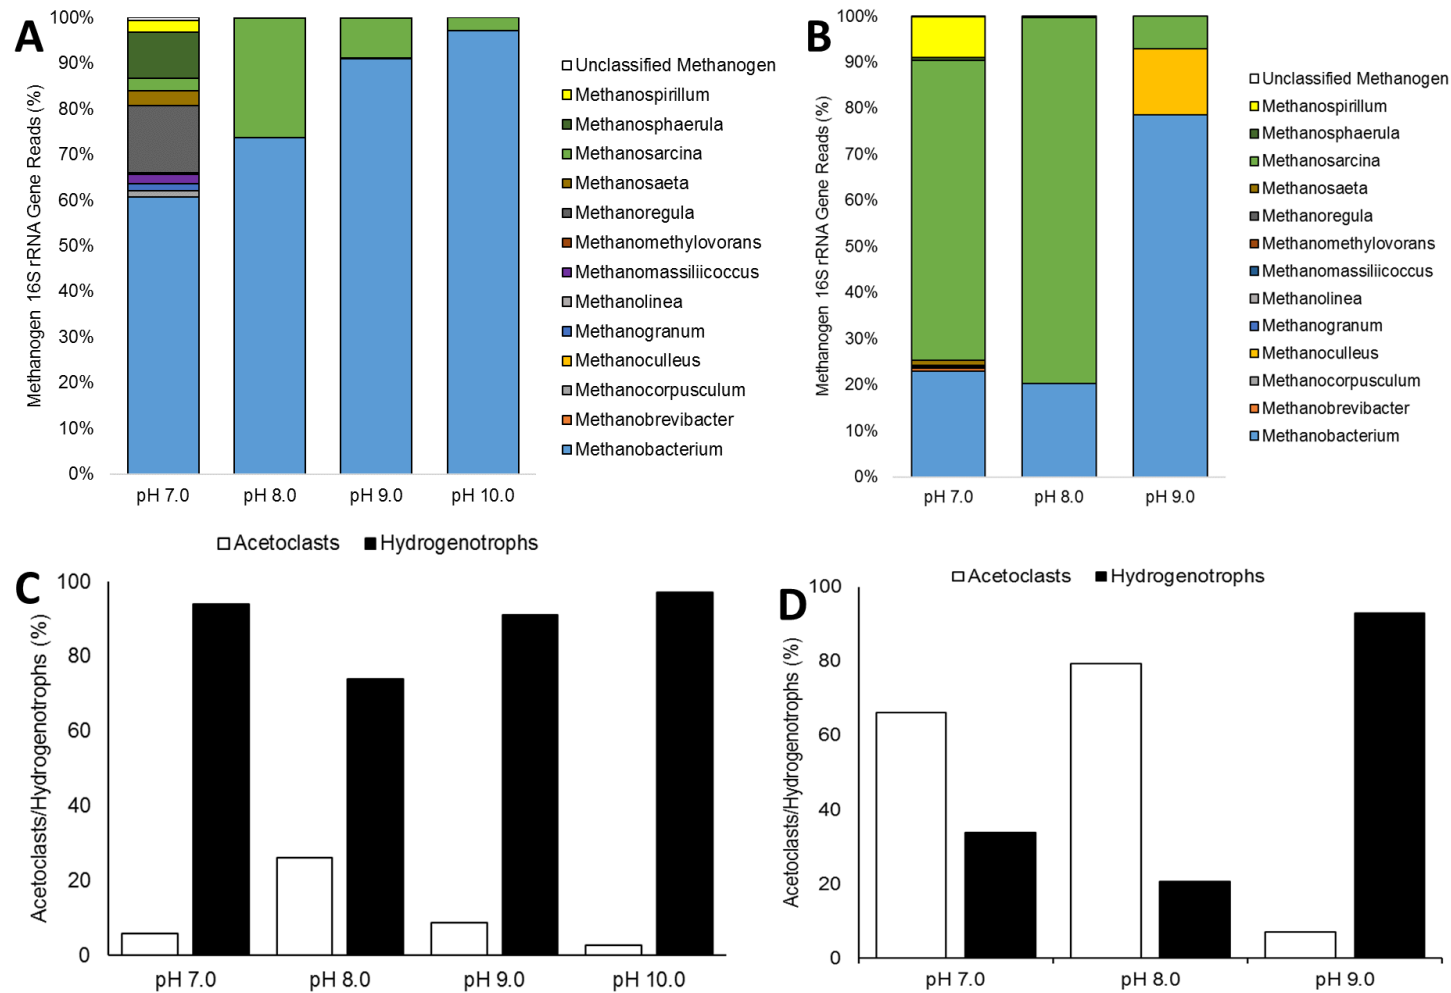 A
Methanogen 16S rRNA Gene Reads (%)
100%
90%
80%
70%
60%
50%
40%
30%
20%
10%
0%
pH 7.0 pH 8.0 pH 9.0 pH 10.0
Unclassified Methanogen
Methanospirillum
Methanosphaerula
Methanosarcina
Methanosaeta
Methanoregula
Methanomethylovorans
Methanomassiliicoccus
Methanolinea
Methanogranum
Methanoculleus
Methanocorpusculum
Methanobrevibacter
Methanobacterium
B
Methanogen 16S rRNA Gene Reads (%)
100%
90%
80%
70%
60%
50%
40%
30%
20%
10%
0%
pH 7.0 pH 8.0 pH 9.0
Unclassified Methanogen
Methanospirillum
Methanosphaerula
Methanosarcina
Methanosaeta
Methanoregula
Methanomethylovorans
Methanomassiliicoccus
Methanolinea
Methanogranum
Methanoculleus
Methanocorpusculum
Methanobrevibacter
Methanobacterium
C
Acetoclasts Hydrogenotrophs
Acetoclasts/Hydrogenotrophs (%)
100
80
60
40
20
0
pH 7.0 pH 8.0 pH 9.0 pH 10.0
D
Acetoclasts Hydrogenotrophs
Acetoclasts/Hydrogenotrophs (%)
100
80
60
40
20
0
pH 7.0 pH 8.0 pH 9.0